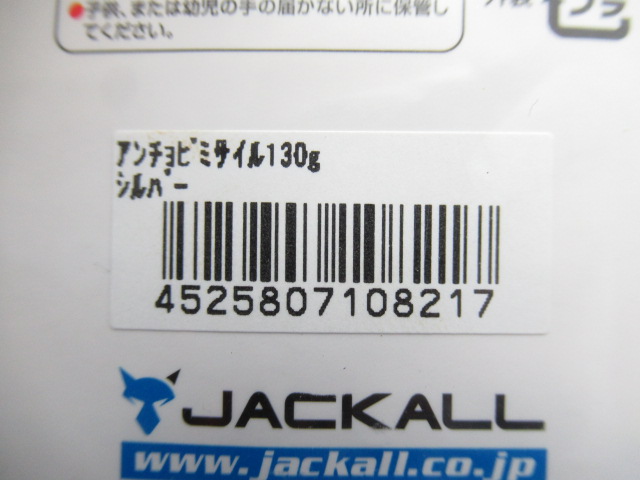 ●子供、または幼児の手の届かない所に保管し
てください。
プラ
ｱﾝﾁｮﾋﾞﾐｻｲﾙ130g
ｼﾙﾊﾞｰ
4525807108217
JACKALL
www.jackall.co.jp